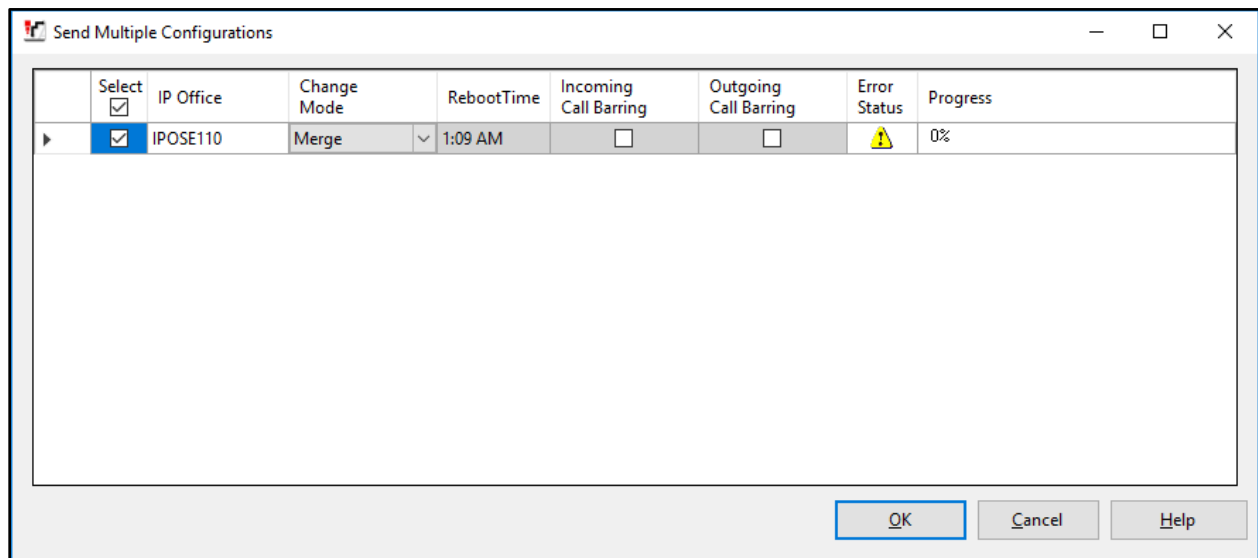 Send Multiple Configurations
Select IP Office Change Mode RebootTime Incoming Call Barring Outgoing Call Barring Error Status Progress
IPOSE110 Merge 1:09 AM 0%
OK Cancel Help